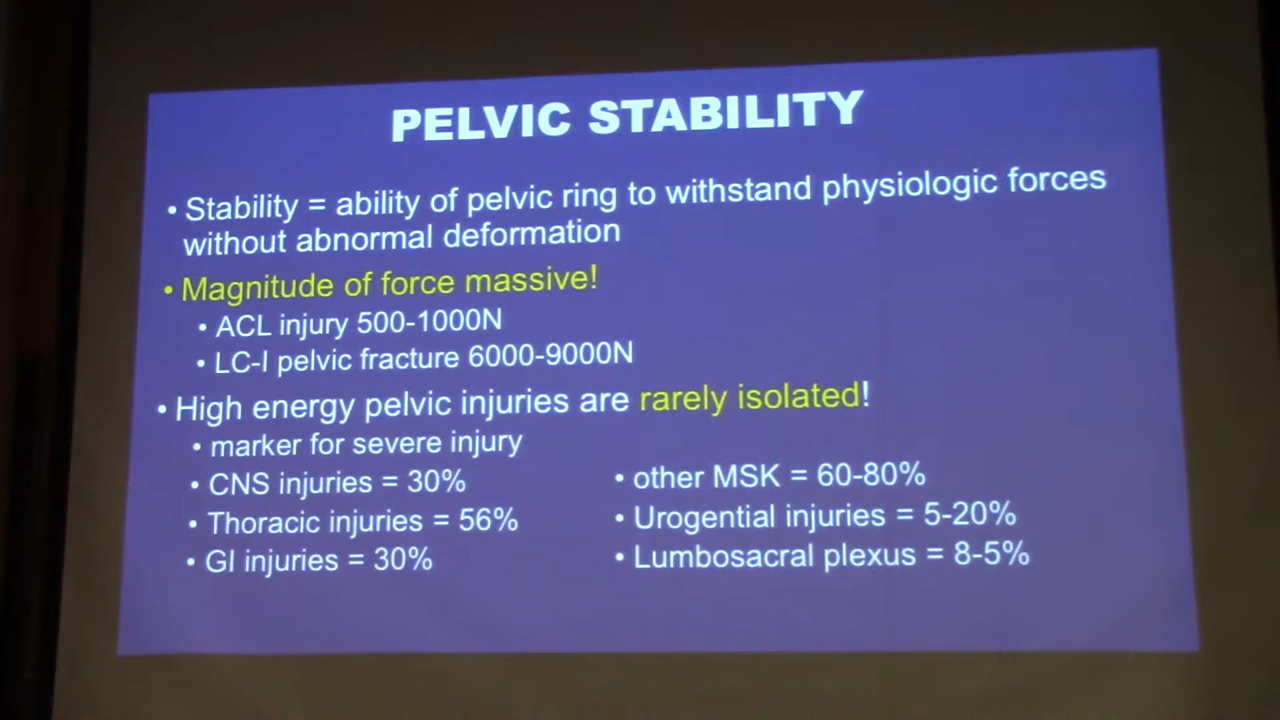 PELVIC STABILITY
• Stability = ability of pelvic ring to withstand physiologic forces
without abnormal deformation
• Magnitude of force massive!
• ACL injury 500-1000N
• LC-I pelvic fracture 6000-9000N
• High energy pelvic injuries are rarely isolated!
• marker for severe injury
• CNS injuries = 30%
• Thoracic injuries = 56%
• GI injuries = 30%
• other MSK = 60-80%
• Urogential injuries = 5-20%
• Lumbosacral plexus = 8-5%